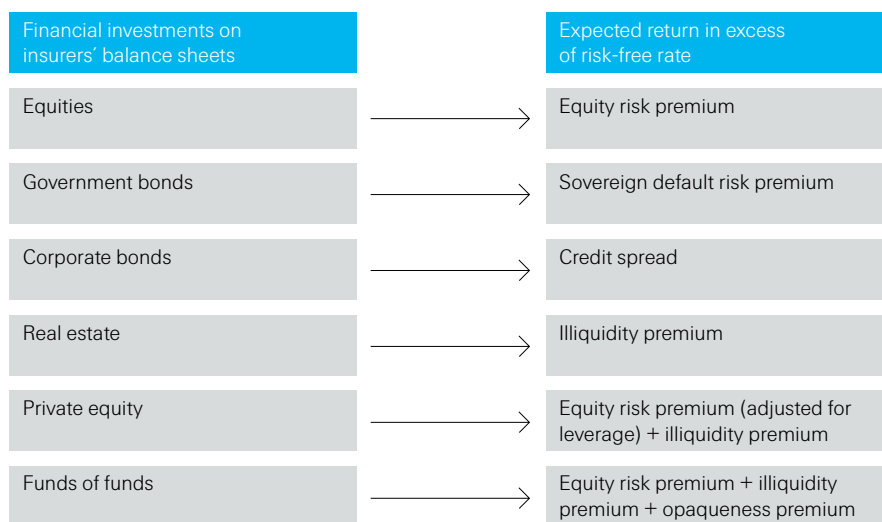 Financial investments on
insurers’ balance sheets
Expected return in excess
of risk-free rate
Equities
Equity risk premium
Government bonds
Sovereign default risk premium
Corporate bonds
Credit spread
Real estate
Illiquidity premium
Private equity
Equity risk premium (adjusted for
leverage) + illiquidity premium
Funds of funds
Equity risk premium + illiquidity
premium + opaqueness premium